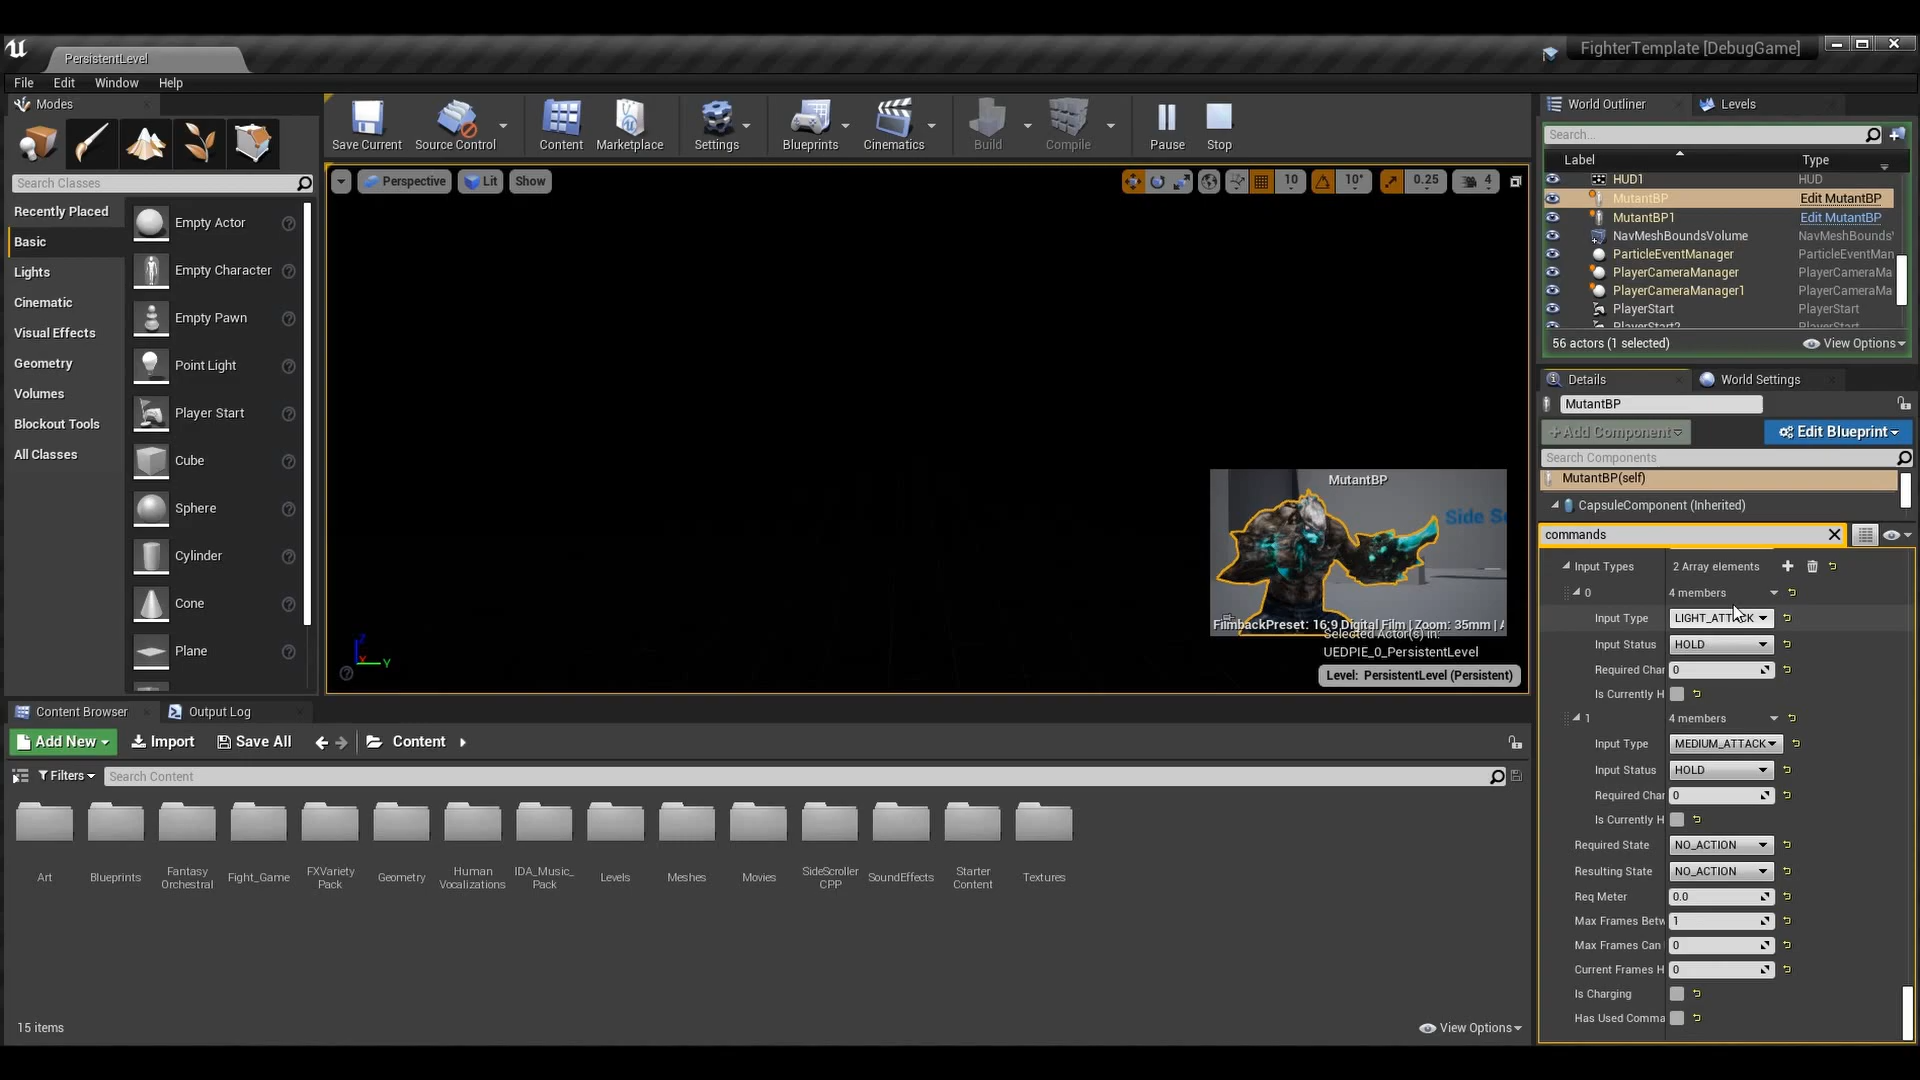 PersistentLevel
FighterTemplate [DebugGame]
File
Edit
Window
Help
Modes
Search Classes
Recently Placed
Basic
Lights
Cinematic
Visual Effects
Geometry
Volumes
Blockout Tools
All Classes
Empty Actor
Empty Character
Empty Pawn
Point Light
Player Start
Cube
Sphere
Cylinder
Cone
Plane
Save Current
Source Control
Content
Marketplace
Settings
Blueprints
Cinematics
Build
Compile
Pause
Stop
Perspective
Lit
Show
10
10°
0.25
4
MutantBP
FilmbackPreset: 16:9 Digital Film | Zoom: 35mm |
Selected Actor(s) in:
UEDPIE_0_PersistentLevel
Level: PersistentLevel (Persistent)
Z
Y
World Outliner
Levels
Search...
Label
Type
HUD1
HUD
MutantBP
Edit MutantBP
MutantBP1
Edit MutantBP
NavMeshBoundsVolume
NavMeshBounds
ParticleEventManager
ParticleEventMan
PlayerCameraManager
PlayerCameraMa
PlayerCameraManager1
PlayerCameraMa
PlayerStart
PlayerStart
PlayerStart2
PlayerStart
56 actors (1 selected)
View Options
Details
World Settings
MutantBP
+Add Component
Edit Blueprint
Search Components
MutantBP(self)
CapsuleComponent (Inherited)
commands
Input Types
2 Array elements
0
4 members
Input Type
LIGHT_ATTACK
Input Status
HOLD
Required Char
0
Is Currently H
1
4 members
Input Type
MEDIUM_ATTACK
Input Status
HOLD
Required Char
0
Is Currently H
Required State
NO_ACTION
Resulting State
NO_ACTION
Req Meter
0.0
Max Frames Betw
1
Max Frames Can
0
Current Frames H
0
Is Charging
Has Used Comma
Content Browser
Output Log
Add New
Import
Save All
Content
Filters
Search Content
Art
Blueprints
Fantasy
Orchestral
Fight_Game
FXVariety
Pack
Geometry
Human
Vocalizations
IDA_Music_
Pack
Levels
Meshes
Movies
SideScroller
CPP
SoundEffects
Starter
Content
Textures
15 items
View Options